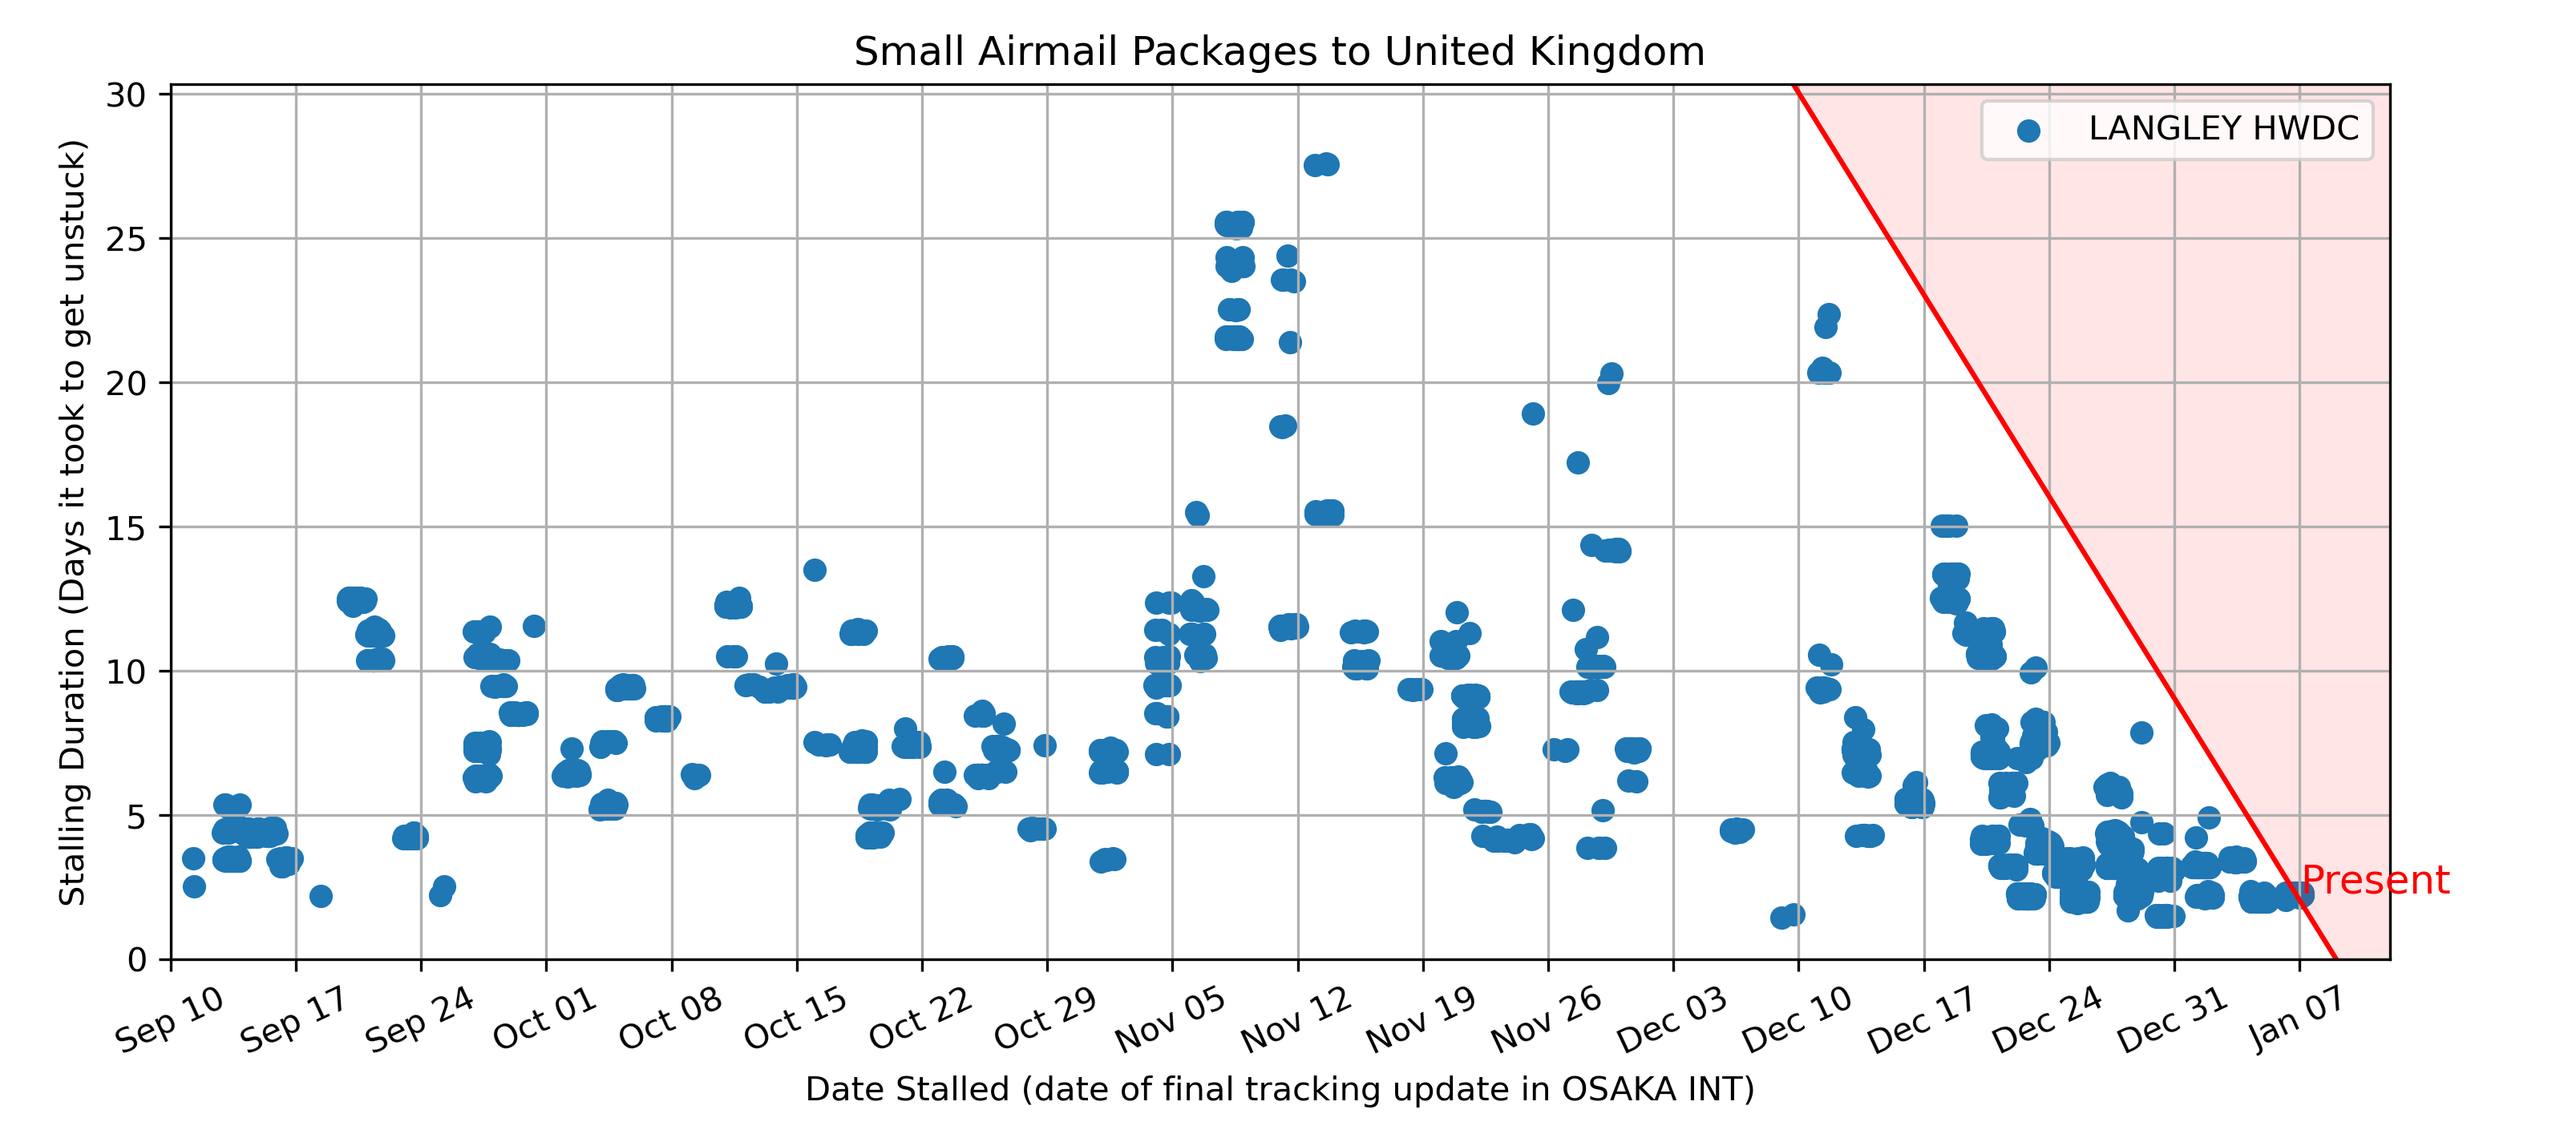 Small Airmail Packages to United Kingdom
Stalling Duration (Days it took to get unstuck)
30
25
20
15
10
5
0
LANGLEY HWDC
Present
Sep 10
Sep 17
Sep 24
Oct 01
Oct 08
Oct 15
Oct 22
Oct 29
Nov 05
Nov 12
Nov 19
Nov 26
Dec 03
Dec 10
Dec 17
Dec 24
Dec 31
Jan 07
Date Stalled (date of final tracking update in OSAKA INT)